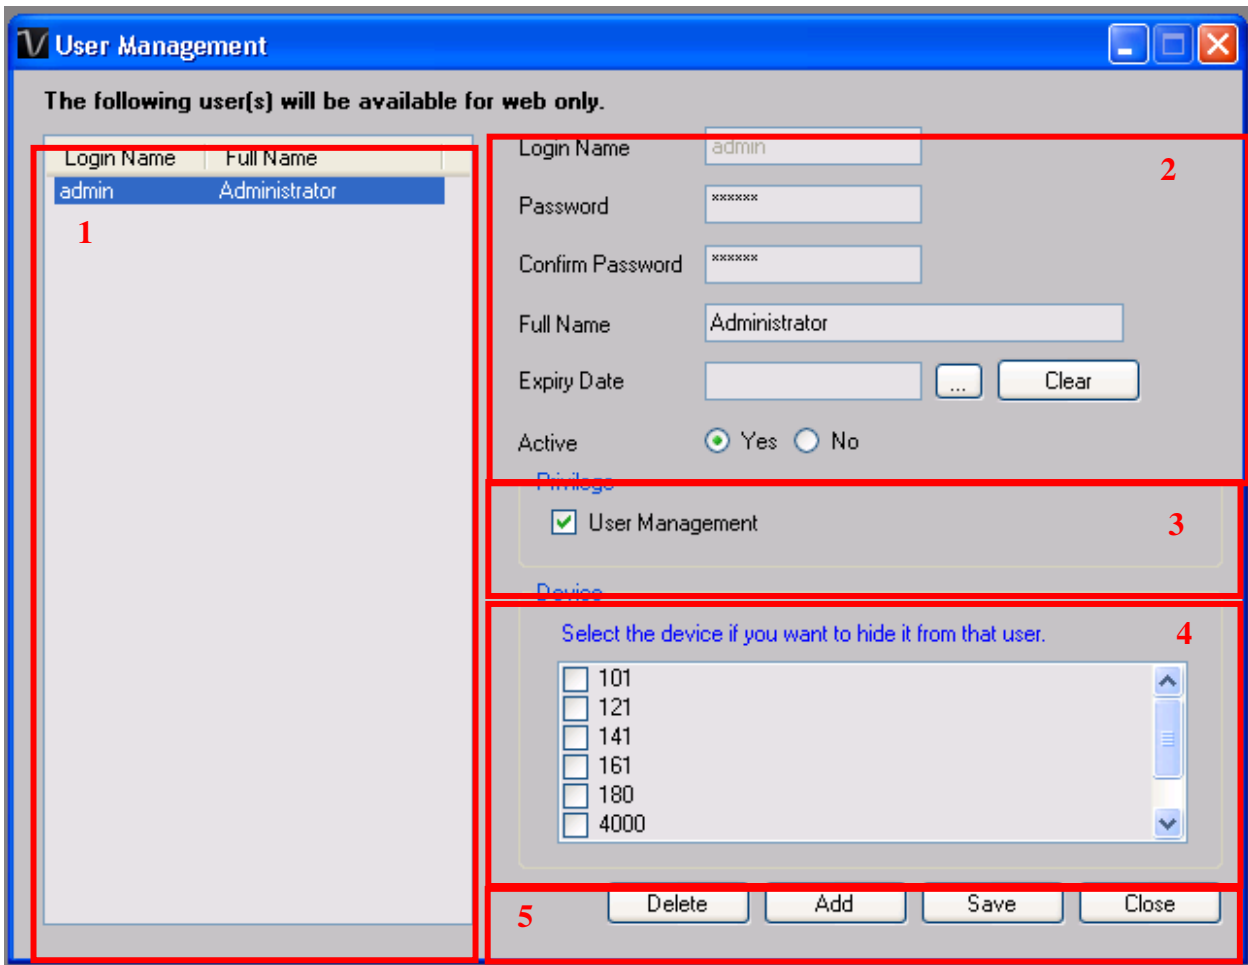 User Management
The following user(s) will be available for web only.
Login Name Full Name
admin Administrator
1
Login Name admin
2
Password ******
Confirm Password ******
Full Name Administrator
Expiry Date ... Clear
Active Yes No
Privilege
User Management
3
Device
Select the device if you want to hide it from that user.
4
101
121
141
161
180
4000
5
Delete Add Save Close